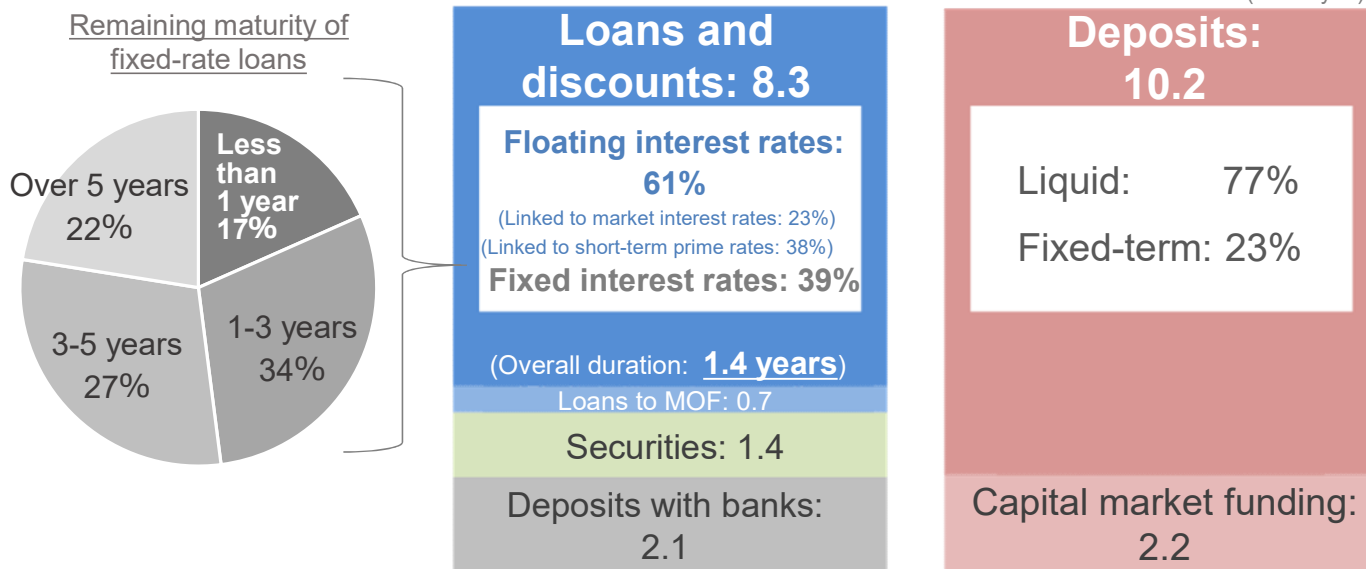 Remaining maturity of
fixed-rate loans
Less
than
1 year
17%
1-3 years
34%
3-5 years
27%
Over 5 years
22%
Loans and
discounts: 8.3
Floating interest rates:
61%
(Linked to market interest rates: 23%)
(Linked to short-term prime rates: 38%)
Fixed interest rates: 39%
(Overall duration: 1.4 years)
Loans to MOF: 0.7
Securities: 1.4
Deposits with banks:
2.1
Deposits:
10.2
Liquid: 77%
Fixed-term: 23%
Capital market funding:
2.2